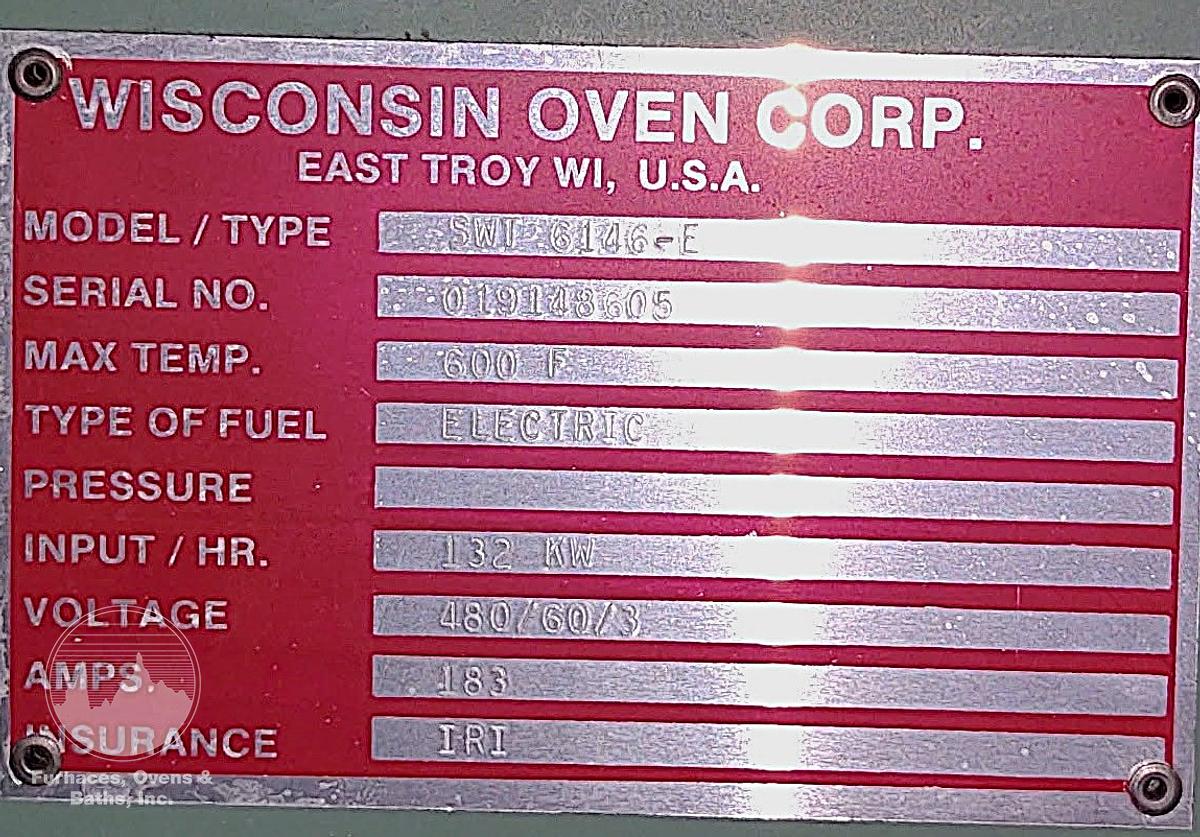 WISCONSIN OVEN CORP.
EAST TROY WI, U.S.A.
MODEL / TYPE SWT 6146-E
SERIAL NO. 019148605
MAX TEMP. 600 F
TYPE OF FUEL ELECTRIC
PRESSURE
INPUT / HR. 132 KW
VOLTAGE 480/60/3
AMPS. 183
INSURANCE IRI
Furnaces, Ovens &
Baths, Inc.